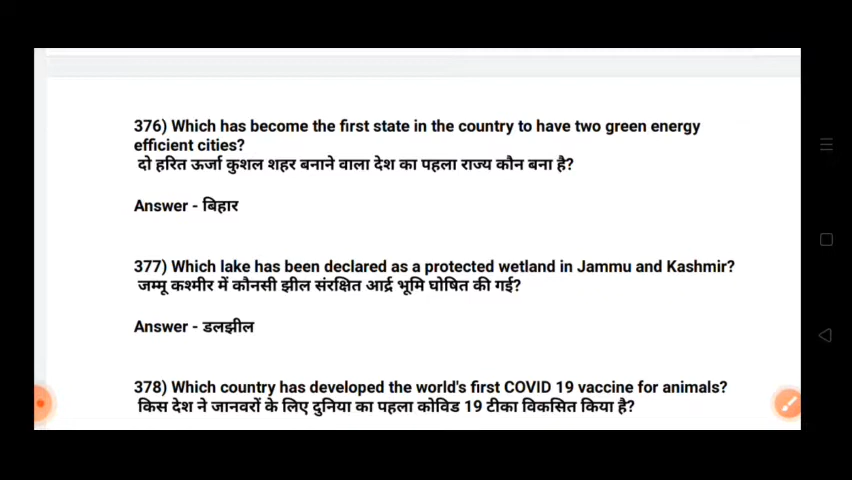 376) Which has become the first state in the country to have two green energy
efficient cities?
दो हरित ऊर्जा कुशल शहर बनाने वाला देश का पहला राज्य कौन बना है?
Answer - बिहार
377) Which lake has been declared as a protected wetland in Jammu and Kashmir?
जम्मू कश्मीर में कौनसी झील संरक्षित आर्द्र भूमि घोषित की गई?
Answer - डलझील
378) Which country has developed the world's first COVID 19 vaccine for animals?
किस देश ने जानवरों के लिए दुनिया का पहला कोविड 19 टीका विकसित किया है?